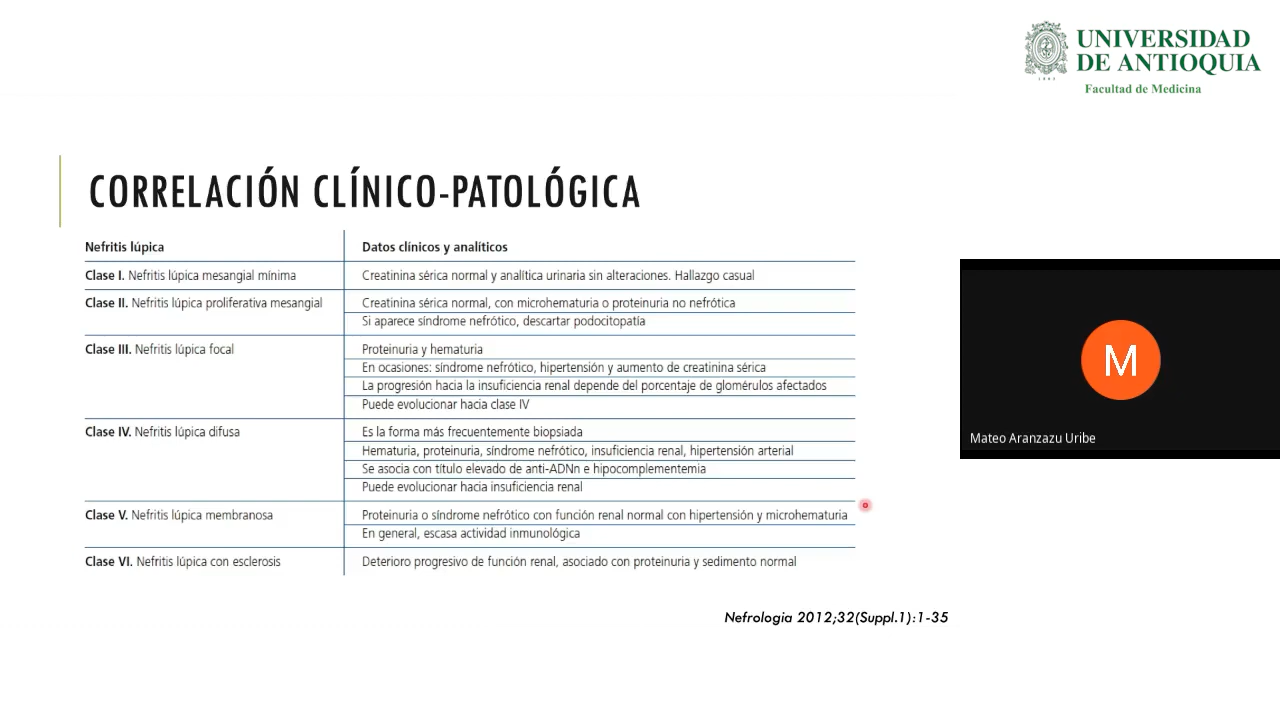 UNIVERSIDAD
DE ANTIOQUIA
1803
Facultad de Medicina
CORRELACIÓN CLÍNICO-PATOLÓGICA
Nefritis lúpica
Datos clínicos y analíticos
Clase I. Nefritis lúpica mesangial mínima
Creatinina sérica normal y analítica urinaria sin alteraciones. Hallazgo casual
Clase II. Nefritis lúpica proliferativa mesangial
Creatinina sérica normal, con microhematuria o proteinuria no nefrótica
Si aparece síndrome nefrótico, descartar podocitopatía
Clase III. Nefritis lúpica focal
Proteinuria y hematuria
En ocasiones: síndrome nefrótico, hipertensión y aumento de creatinina sérica
La progresión hacia la insuficiencia renal depende del porcentaje de glomérulos afectados
Puede evolucionar hacia clase IV
Clase IV. Nefritis lúpica difusa
Es la forma más frecuentemente biopsiada
Hematuria, proteinuria, síndrome nefrótico, insuficiencia renal, hipertensión arterial
Se asocia con título elevado de anti-ADNn e hipocomplementemia
Puede evolucionar hacia insuficiencia renal
Clase V. Nefritis lúpica membranosa
Proteinuria o síndrome nefrótico con función renal normal con hipertensión y microhematuria
En general, escasa actividad inmunológica
Clase VI. Nefritis lúpica con esclerosis
Deterioro progresivo de función renal, asociado con proteinuria y sedimento normal
Nefrologia 2012;32(Suppl.1):1-35
M
Mateo Aranzazu Uribe